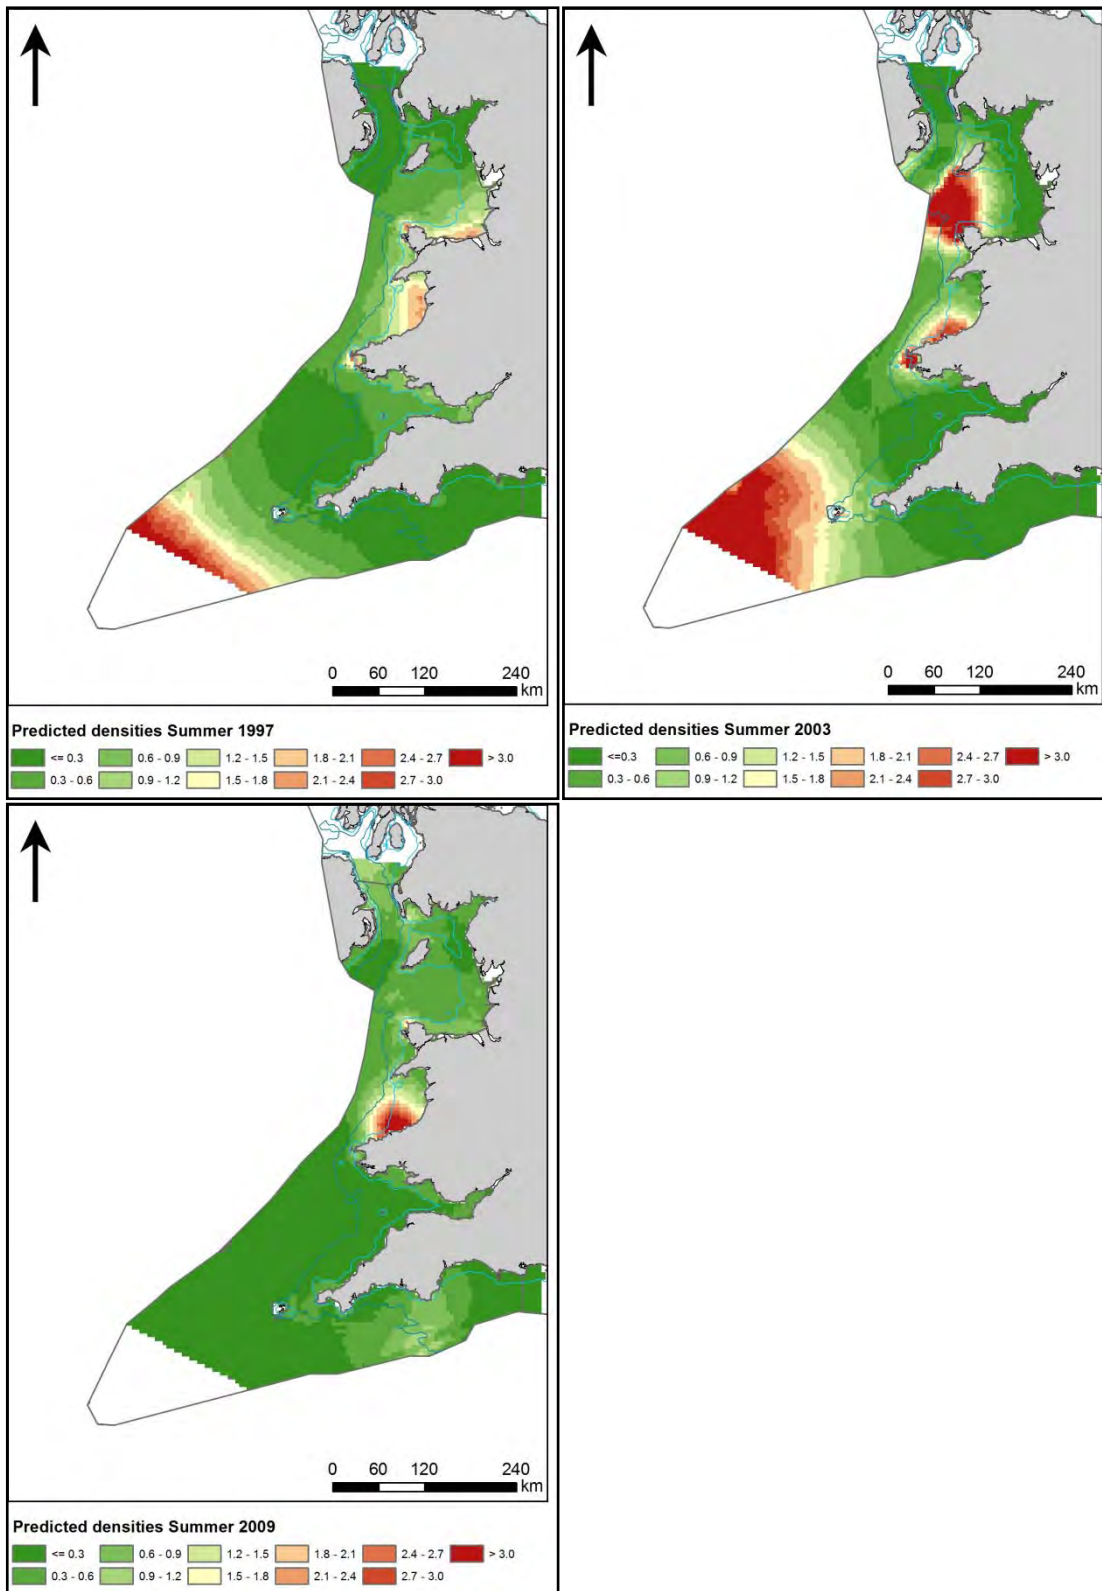 0 60 120 240
km
Predicted densities Summer 1997
<= 0.3 0.6 - 0.9 1.2 - 1.5 1.8 - 2.1 2.4 - 2.7 > 3.0
0.3 - 0.6 0.9 - 1.2 1.5 - 1.8 2.1 - 2.4 2.7 - 3.0
0 60 120 240
km
Predicted densities Summer 2003
<= 0.3 0.6 - 0.9 1.2 - 1.5 1.8 - 2.1 2.4 - 2.7 > 3.0
0.3 - 0.6 0.9 - 1.2 1.5 - 1.8 2.1 - 2.4 2.7 - 3.0
0 60 120 240
km
Predicted densities Summer 2009
<= 0.3 0.6 - 0.9 1.2 - 1.5 1.8 - 2.1 2.4 - 2.7 > 3.0
0.3 - 0.6 0.9 - 1.2 1.5 - 1.8 2.1 - 2.4 2.7 - 3.0